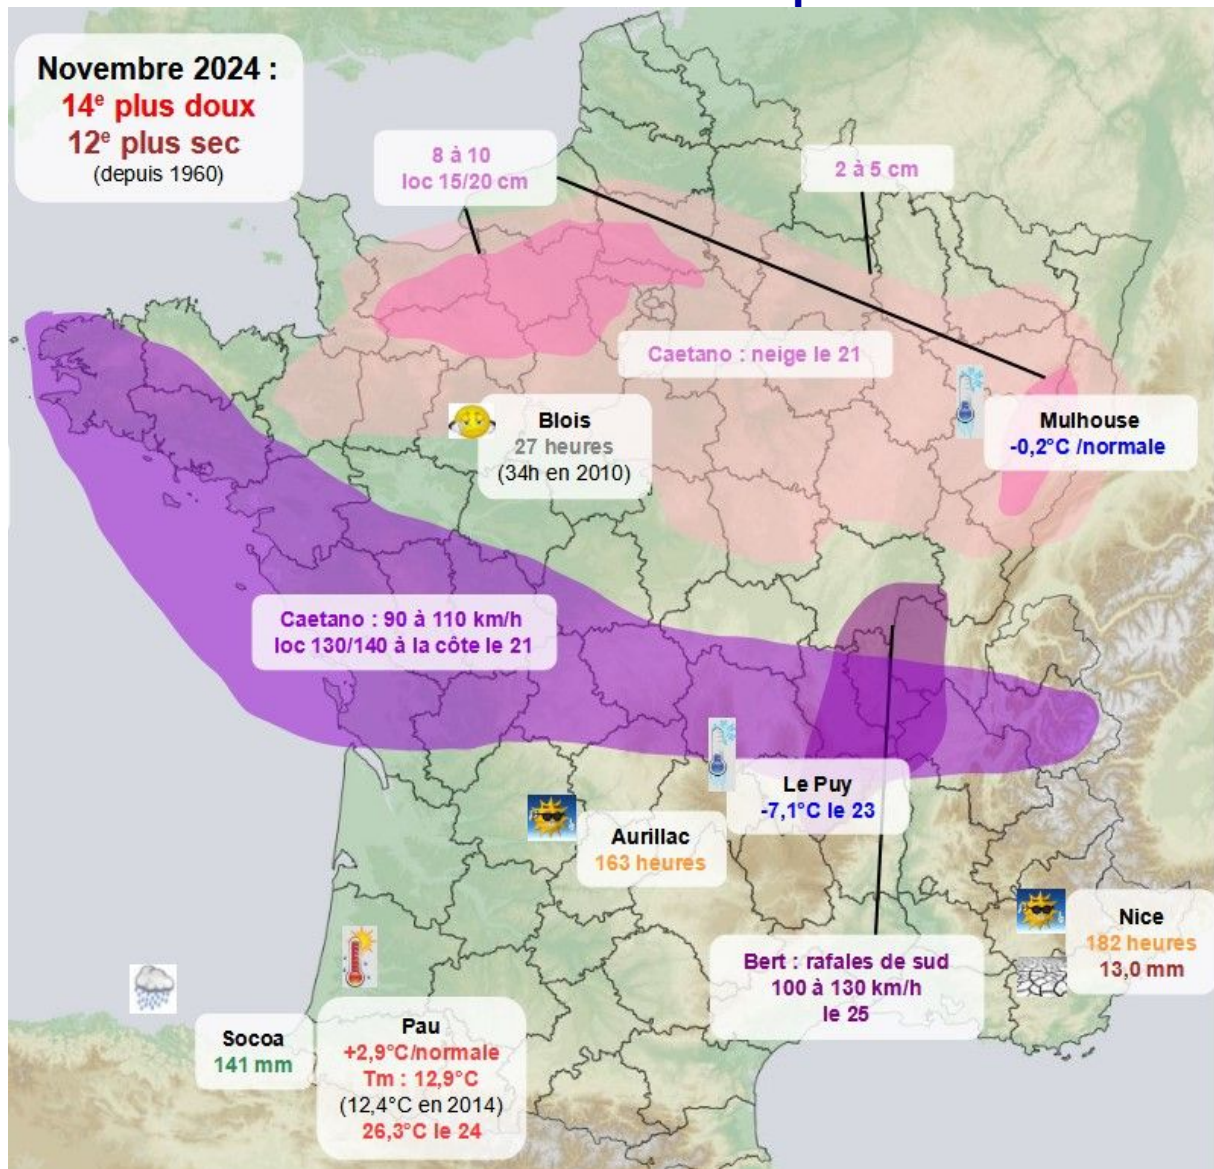 Novembre 2024 :
14e plus doux
12e plus sec
(depuis 1960)
8 à 10
loc 15/20 cm
2 à 5 cm
Caetano : neige le 21
Blois
27 heures
(34h en 2010)
Mulhouse
-0,2°C /normale
Caetano : 90 à 110 km/h
loc 130/140 à la côte le 21
Le Puy
-7,1°C le 23
Aurillac
163 heures
Nice
182 heures
13,0 mm
Bert : rafales de sud
100 à 130 km/h
le 25
Socoa
141 mm
Pau
+2,9°C/normale
Tm : 12,9°C
(12,4°C en 2014)
26,3°C le 24